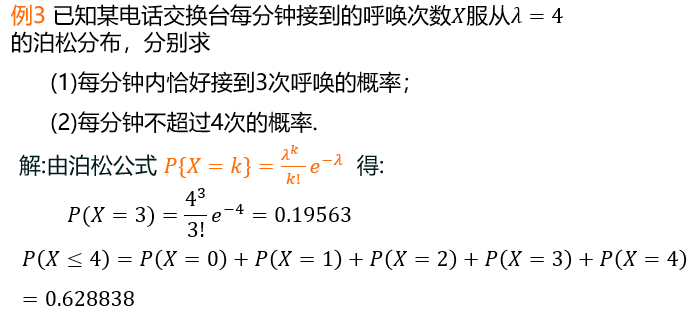 例3 已知某电话交换台每分钟接到的呼唤次数X服从λ = 4
的泊松分布，分别求
(1)每分钟内恰好接到3次呼唤的概率；
(2)每分钟不超过4次的概率.
解:由泊松公式 P{X = k} = \frac{λ^k}{k!} e^{−λ} 得:
P(X = 3) = \frac{4^3}{3!} e^{−4} = 0.19563
P(X ≤ 4) = P(X = 0) + P(X = 1) + P(X = 2) + P(X = 3) + P(X = 4)
= 0.628838